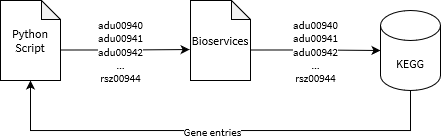 Python
Script
adu00940
adu00941
adu00942
...
rsz00944
Bioservices
adu00940
adu00941
adu00942
...
rsz00944
KEGG
Gene entries